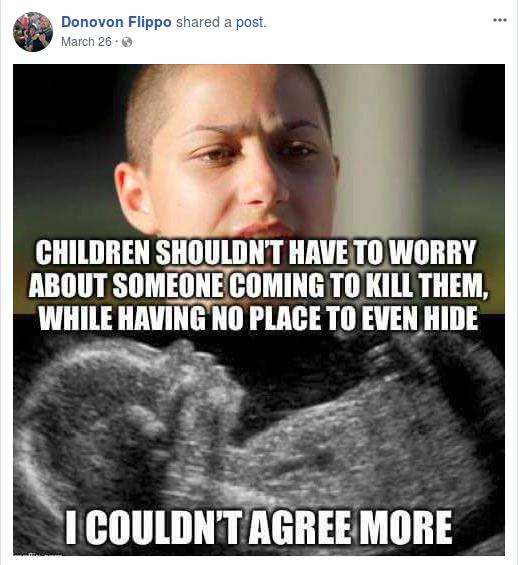 Donovon Flippo shared a post.
March 26 ·
CHILDREN SHOULDN'T HAVE TO WORRY
ABOUT SOMEONE COMING TO KILL THEM,
WHILE HAVING NO PLACE TO EVEN HIDE
I COULDN'T AGREE MORE